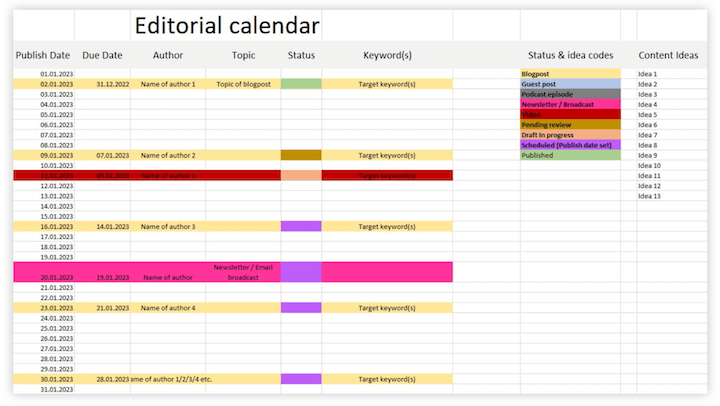 Editorial calendar
Publish Date Due Date Author Topic Status Keyword(s) Status & idea codes Content Ideas
01.01.2023 Blogpost Idea 1
02.01.2023 31.12.2022 Name of author 1 Topic of blogpost Target keyword(s) Guest post Idea 2
03.01.2023 Podcast episode Idea 3
04.01.2023 Newsletter / Broadcast Idea 4
05.01.2023 Idea 5
06.01.2023 Pending review Idea 6
07.01.2023 Draft In progress Idea 7
08.01.2023 Scheduled (Publish date set) Idea 8
09.01.2023 07.01.2023 Name of author 2 Target keyword(s) Published Idea 9
10.01.2023 Idea 10
11.01.2023 Name of author Target keyword(s) Idea 11
12.01.2023 Idea 12
13.01.2023 Idea 13
14.01.2023
15.01.2023
16.01.2023 14.01.2023 Name of author 3 Target keyword(s)
17.01.2023
18.01.2023
19.01.2023
Newsletter / Email
20.01.2023 19.01.2023 Name of author broadcast
21.01.2023
22.01.2023
23.01.2023 21.01.2023 Name of author 4 Target keyword(s)
24.01.2023
25.01.2023
26.01.2023
27.01.2023
28.01.2023
29.01.2023
30.01.2023 28.01.2023 ame of author 1/2/3/4 etc. Target keyword(s)
31.01.2023